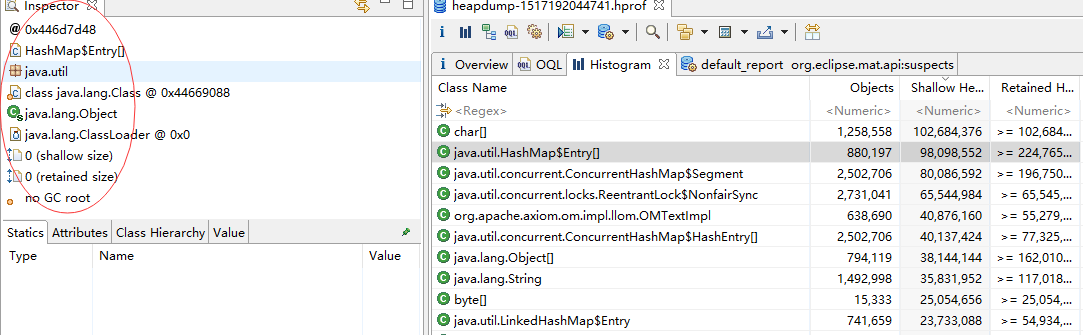 Inspector
@ 0x446d7d48
HashMap$Entry[]
java.util
class java.lang.Class @ 0x44669088
java.lang.Object
java.lang.ClassLoader @ 0x0
0 (shallow size)
0 (retained size)
no GC root
Statics Attributes Class Hierarchy Value
Type Name Value
heapdump-1517192044741.hprof
i Overview OQL Histogram default_report org.eclipse.mat.api:suspects
Class Name Objects Shallow He... Retained H...
<Regex> <Numeric> <Numeric> <Numeric>
char[] 1,258,558 102,684,376 >= 102,684...
java.util.HashMap$Entry[] 880,197 98,098,552 >= 224,765...
java.util.concurrent.ConcurrentHashMap$Segment 2,502,706 80,086,592 >= 196,750...
java.util.concurrent.locks.ReentrantLock$NonfairSync 2,731,041 65,544,984 >= 65,545,...
org.apache.axiom.om.impl.llom.OMTextImpl 638,690 40,876,160 >= 55,279,...
java.util.concurrent.ConcurrentHashMap$HashEntry[] 2,502,706 40,137,424 >= 77,325,...
java.lang.Object[] 794,119 38,144,144 >= 162,010...
java.lang.String 1,492,998 35,831,952 >= 117,018...
byte[] 15,333 25,054,656 >= 25,054,...
java.util.LinkedHashMap$Entry 741,659 23,733,088 >= 54,934,...